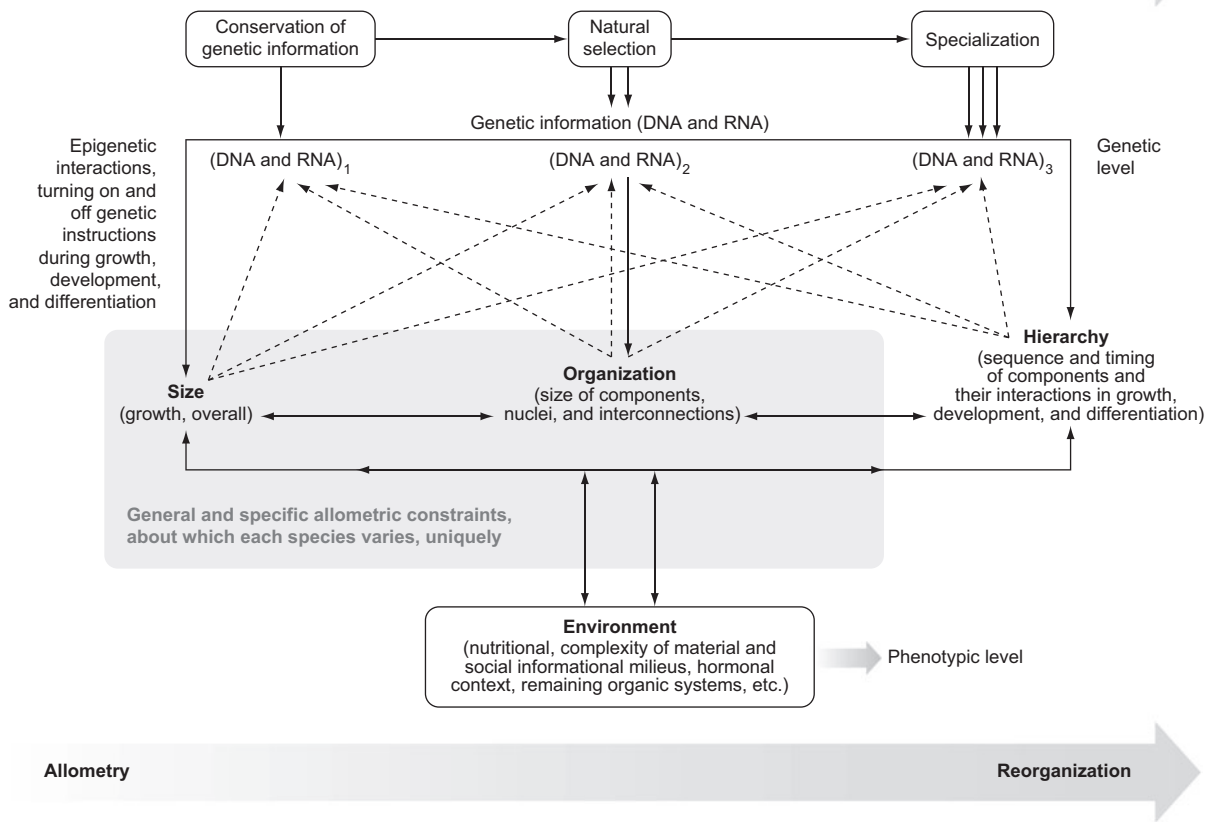 Conservation of
genetic information
Natural
selection
Specialization
Genetic information (DNA and RNA)
Epigenetic
interactions,
turning on and
off genetic
instructions
during growth,
development,
and differentiation
(DNA and RNA)1
(DNA and RNA)2
(DNA and RNA)3
Genetic
level
Size
(growth, overall)
Organization
(size of components,
nuclei, and interconnections)
Hierarchy
(sequence and timing
of components and
their interactions in growth,
development, and differentiation)
General and specific allometric constraints,
about which each species varies, uniquely
Environment
(nutritional, complexity of material and
social informational milieus, hormonal
context, remaining organic systems, etc.)
Phenotypic level
Allometry
Reorganization